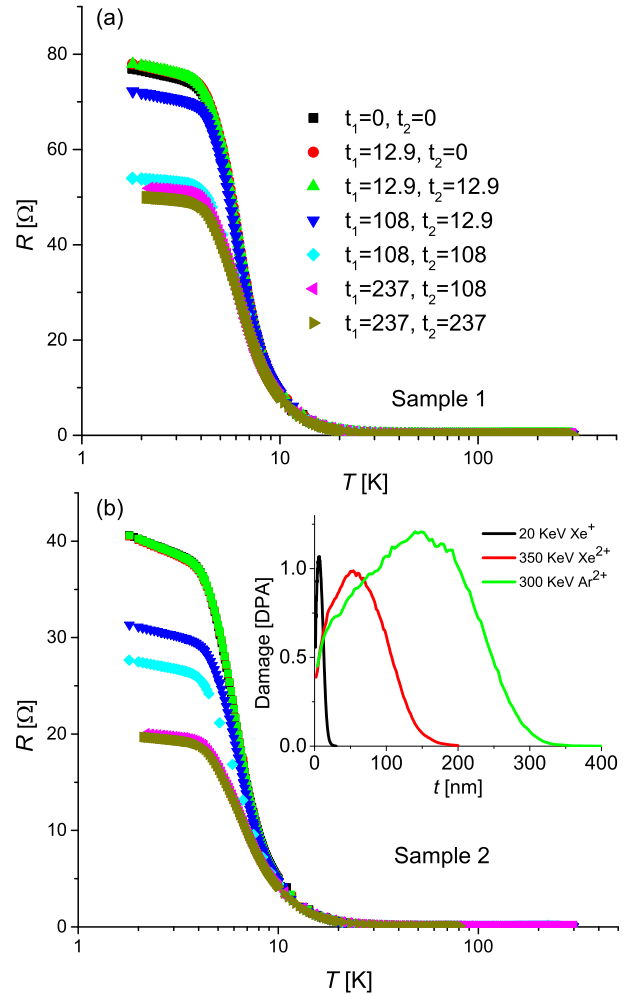 (a)
80
60
40
20
0
R [Ω]
t₁=0, t₂=0
t₁=12.9, t₂=0
t₁=12.9, t₂=12.9
t₁=108, t₂=12.9
t₁=108, t₂=108
t₁=237, t₂=108
t₁=237, t₂=237
Sample 1
1 10 100
T [K]
(b)
40
30
20
10
0
R [Ω]
1.0
0.5
0.0
Damage [DPA]
20 KeV Xe⁺
350 KeV Xe²⁺
300 KeV Ar²⁺
0 100 200 300 400
t [nm]
Sample 2
1 10 100
T [K]